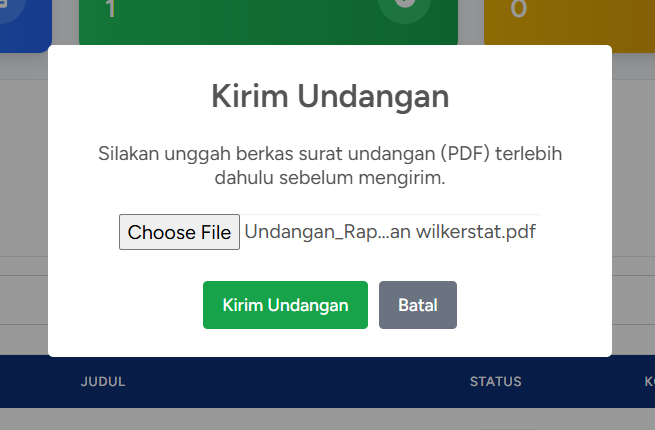 1
0
Kirim Undangan
Silakan unggah berkas surat undangan (PDF) terlebih
dahulu sebelum mengirim.
Choose File Undangan_Rap...an wilkerstat.pdf
Kirim Undangan Batal
JUDUL STATUS